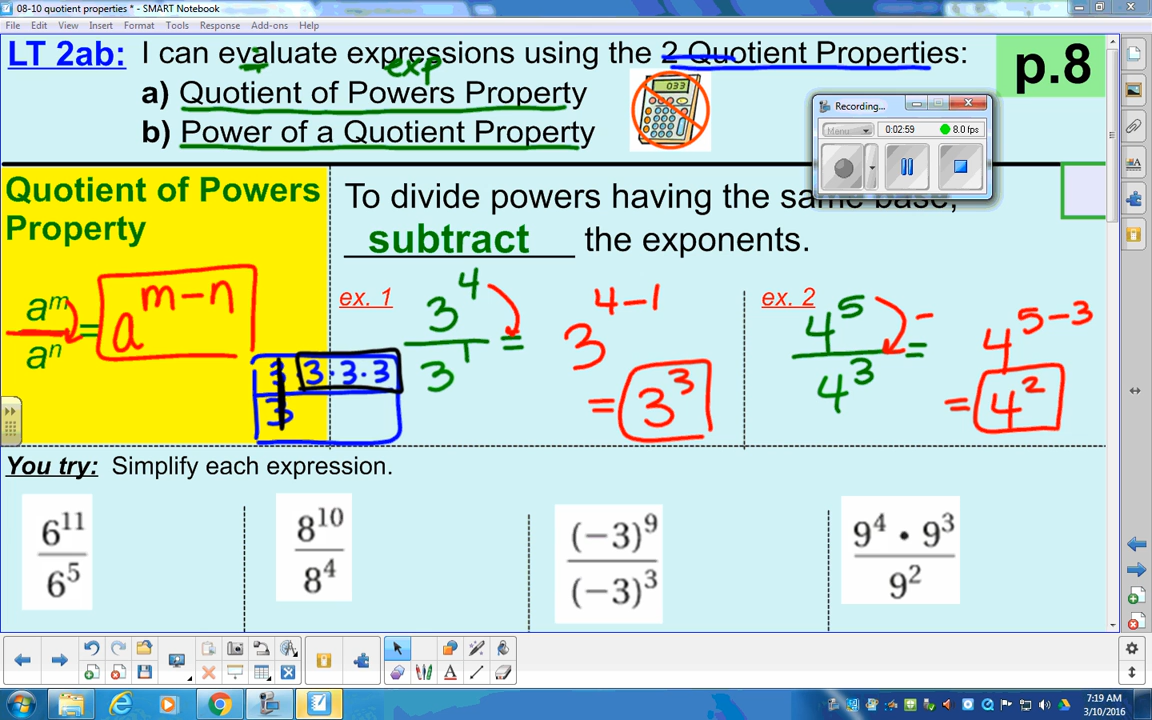 08-10 quotient properties * - SMART Notebook
File Edit View Insert Format Tools Response Add-ons Help
LT 2ab: I can evaluate expressions using the 2 Quotient Properties:
exp
a) Quotient of Powers Property
b) Power of a Quotient Property
033
p.8
Recording...
Menu
0:02:59 8.0 fps
Quotient of Powers
Property
To divide powers having the same base,
subtract the exponents.
a^m/a^n = a^(m-n)
3 3·3·3
3
ex. 1 3^4/3^1 = 3^(4-1)
= 3^3
ex. 2 4^5/4^3 = 4^(5-3)
-
= 4^2
You try: Simplify each expression.
6^11/6^5
8^10/8^4
(−3)^9/(−3)^3
9^4 • 9^3/9^2
7:19 AM
3/10/2016